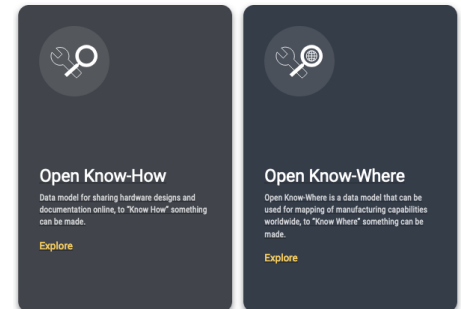 Open Know-How
Data model for sharing hardware designs and
documentation online, to "Know How" something
can be made.
Explore
Open Know-Where
Open Know-Where is a data model that can be
used for mapping of manufacturing capabilities
worldwide, to "Know Where" something can be
made.
Explore